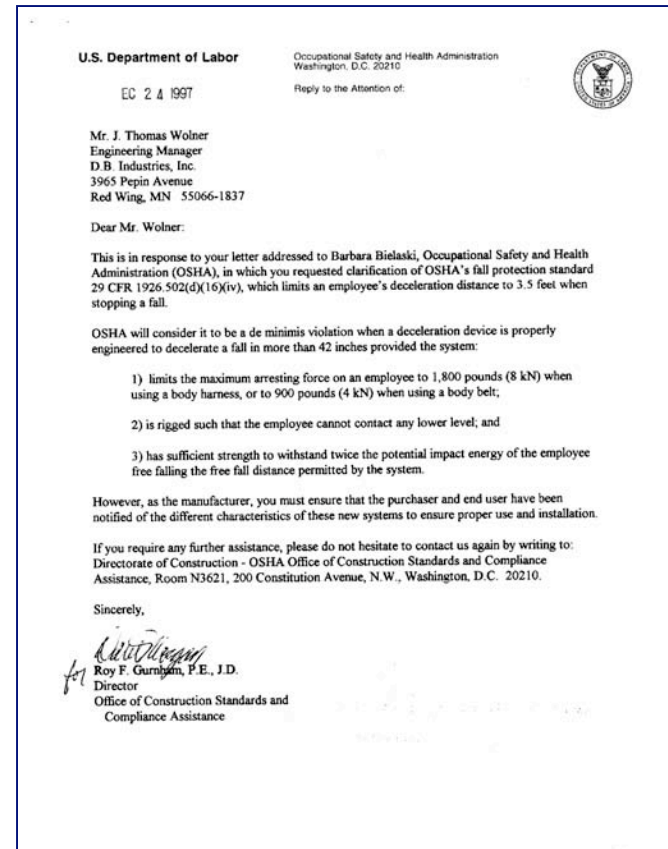 U.S. Department of Labor
Occupational Safety and Health Administration
Washington, D.C. 20210
EC 24 1997
Reply to the Attention of:
Mr. J. Thomas Wolner
Engineering Manager
D.B. Industries, Inc.
3965 Pepin Avenue
Red Wing, MN 55066-1837
Dear Mr. Wolner:
This is in response to your letter addressed to Barbara Bielaski, Occupational Safety and Health
Administration (OSHA), in which you requested clarification of OSHA's fall protection standard
29 CFR 1926.502(d)(16)(iv), which limits an employee's deceleration distance to 3.5 feet when
stopping a fall.
OSHA will consider it to be a de minimis violation when a deceleration device is properly
engineered to decelerate a fall in more than 42 inches provided the system:
1) limits the maximum arresting force on an employee to 1,800 pounds (8 kN) when
using a body harness, or to 900 pounds (4 kN) when using a body belt;
2) is rigged such that the employee cannot contact any lower level; and
3) has sufficient strength to withstand twice the potential impact energy of the employee
free falling the free fall distance permitted by the system.
However, as the manufacturer, you must ensure that the purchaser and end user have been
notified of the different characteristics of these new systems to ensure proper use and installation.
If you require any further assistance, please do not hesitate to contact us again by writing to:
Directorate of Construction - OSHA Office of Construction Standards and Compliance
Assistance, Room N3621, 200 Constitution Avenue, N.W., Washington, D.C. 20210.
Sincerely,
for
Roy F. Gurnham, P.E., J.D.
Director
Office of Construction Standards and
Compliance Assistance